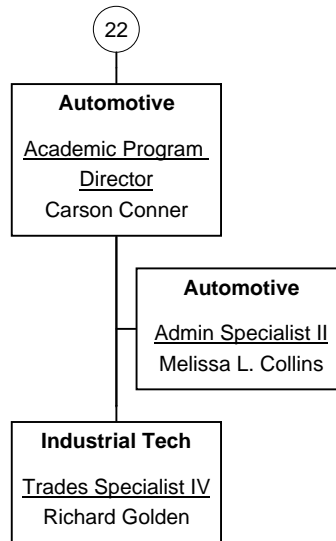 22
Automotive
Academic Program
Director
Carson Conner
Automotive
Admin Specialist II
Melissa L. Collins
Industrial Tech
Trades Specialist IV
Richard Golden